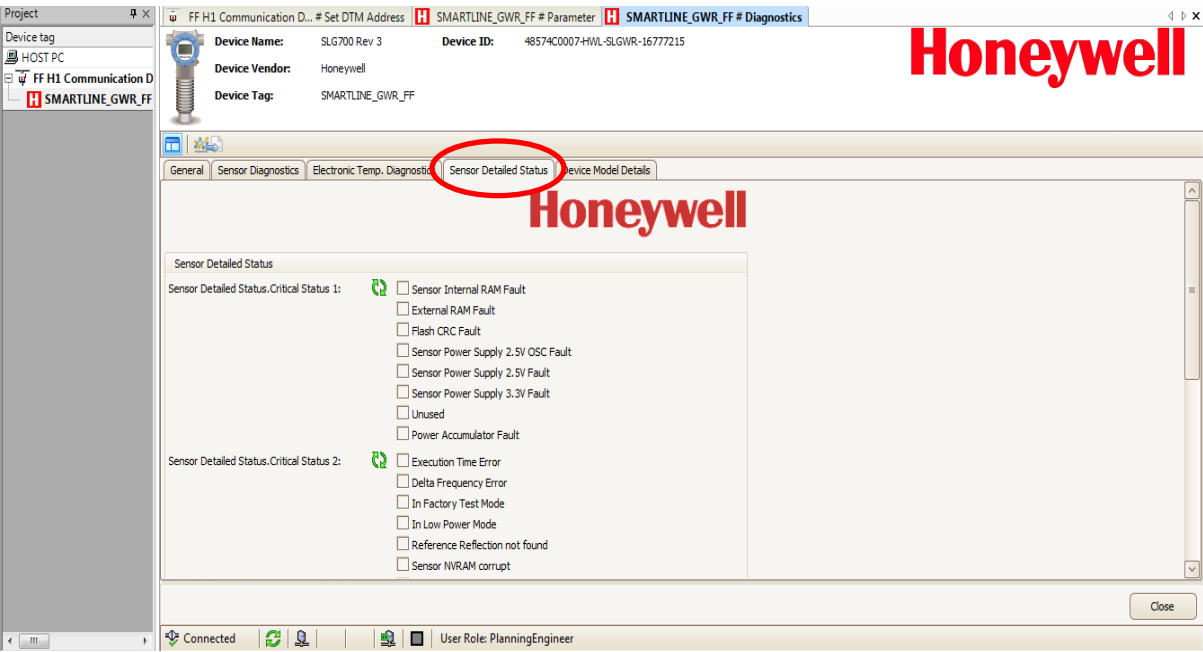 Project
Device tag
HOST PC
FF H1 Communication D
SMARTLINE_GWR_FF
FF H1 Communication D... # Set DTM Address
SMARTLINE_GWR_FF # Parameter
SMARTLINE_GWR_FF # Diagnostics
Device Name: SLG700 Rev 3 Device ID: 48574C0007-HWL-SLGWR-16777215
Device Vendor: Honeywell
Device Tag: SMARTLINE_GWR_FF
Honeywell
General Sensor Diagnostics Electronic Temp. Diagnostic Sensor Detailed Status Device Model Details
Honeywell
Sensor Detailed Status
Sensor Detailed Status.Critical Status 1: Sensor Internal RAM Fault
External RAM Fault
Flash CRC Fault
Sensor Power Supply 2.5V OSC Fault
Sensor Power Supply 2.5V Fault
Sensor Power Supply 3.3V Fault
Unused
Power Accumulator Fault
Sensor Detailed Status.Critical Status 2: Execution Time Error
Delta Frequency Error
In Factory Test Mode
In Low Power Mode
Reference Reflection not found
Sensor NVRAM corrupt
Close
Connected User Role: PlanningEngineer